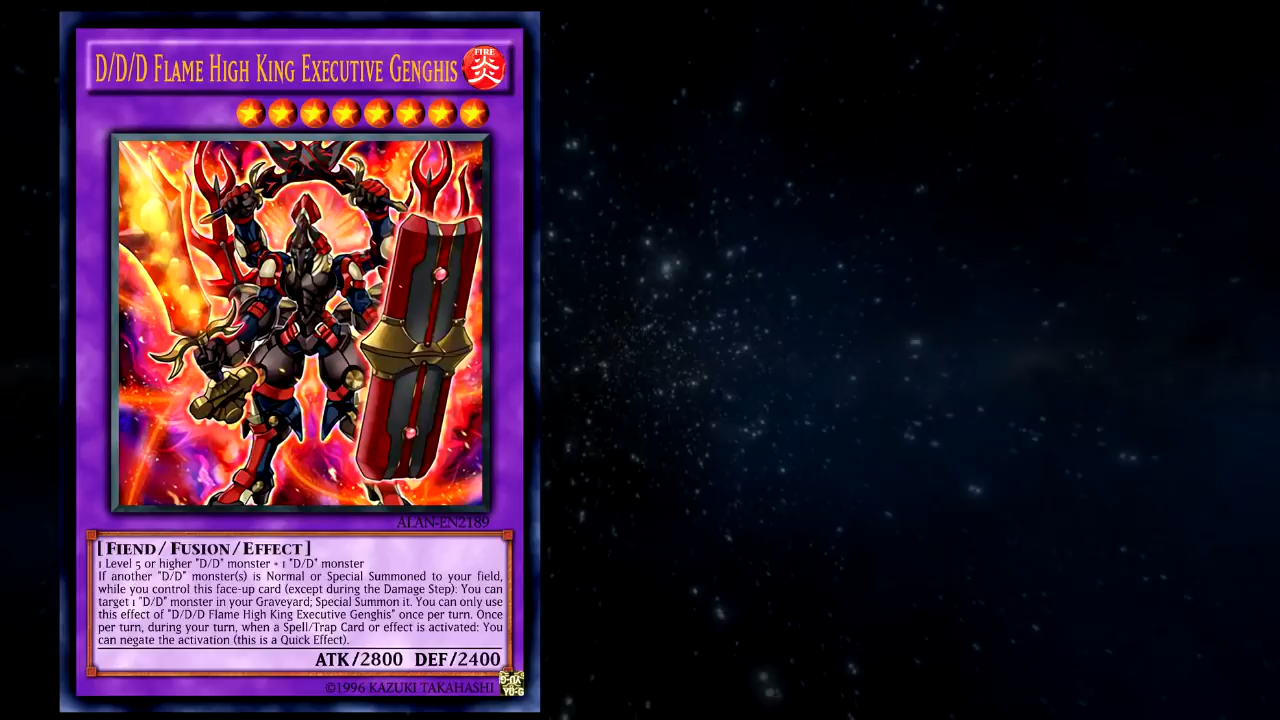 D/D/D Flame High King Executive Genghis
FIRE
炎
ALAN-EN2189
[Fiend/Fusion/Effect]
1 Level 5 or higher "D/D" monster + 1 "D/D" monster
If another "D/D" monster(s) is Normal or Special Summoned to your field,
while you control this face-up card (except during the Damage Step): You can
target 1 "D/D" monster in your Graveyard; Special Summon it. You can only use
this effect of "D/D/D Flame High King Executive Genghis" once per turn. Once
per turn, during your turn, when a Spell/Trap Card or effect is activated: You
can negate the activation (this is a Quick Effect).
ATK/2800 DEF/2400
©1996 KAZUKI TAKAHASHI